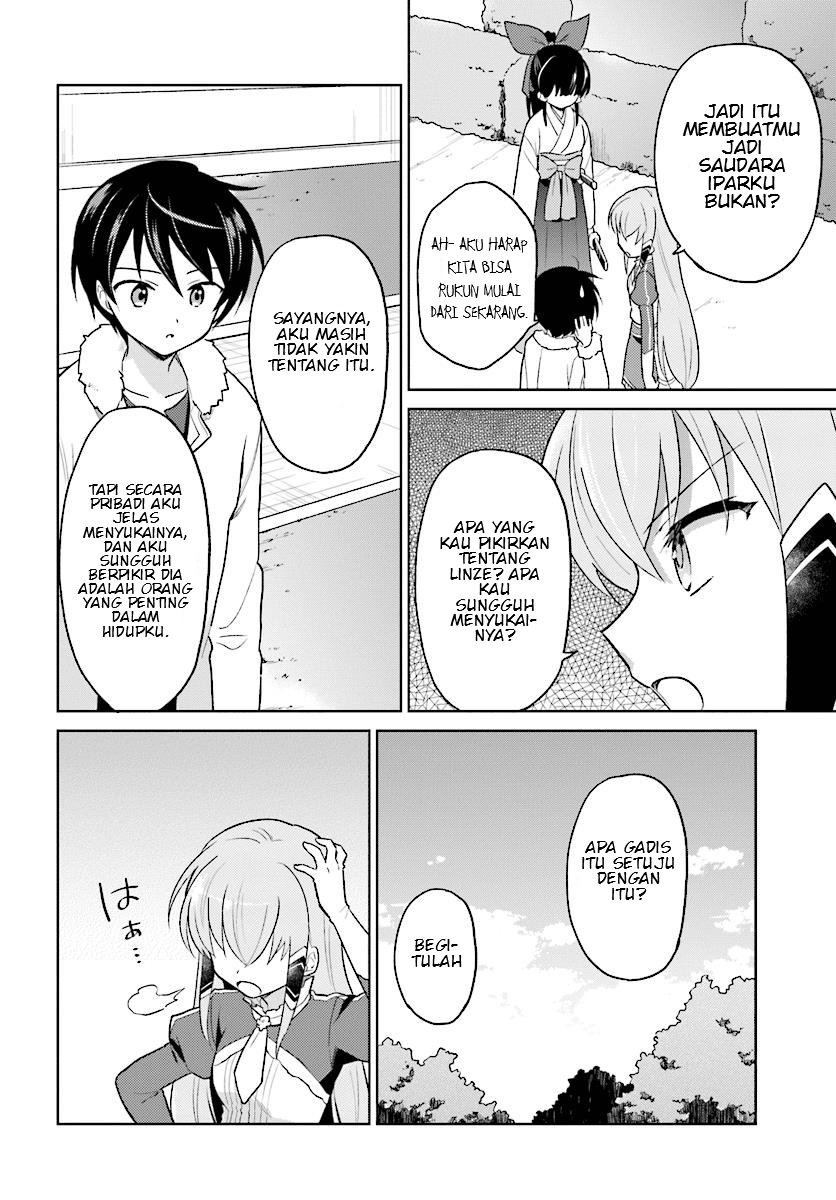 JADI ITU
MEMBUATMU
JADI
SAUDARA
IPARKU
BUKAN?
AH- AKU HARAP
KITA BISA
RUKUN MULAI
DARI SEKARANG.
APA YANG
KAU PIKIRKAN
TENTANG
LINZE? APA
KAU
SUNGGUH
MENYUKAI-
NYA?
SAYANGNYA,
AKU MASIH
TIDAK YAKIN
TENTANG ITU.
TAPI SECARA
PRIBADI AKU
JELAS
MENYUKAINYA,
DAN AKU
SUNGGUH
BERPIKIR DIA
ADALAH ORANG
YANG PENTING
DALAM
HIDUPKU.
APA GADIS
ITU SETUJU
DENGAN
ITU?
BEGI-
TULAH
はぁ…